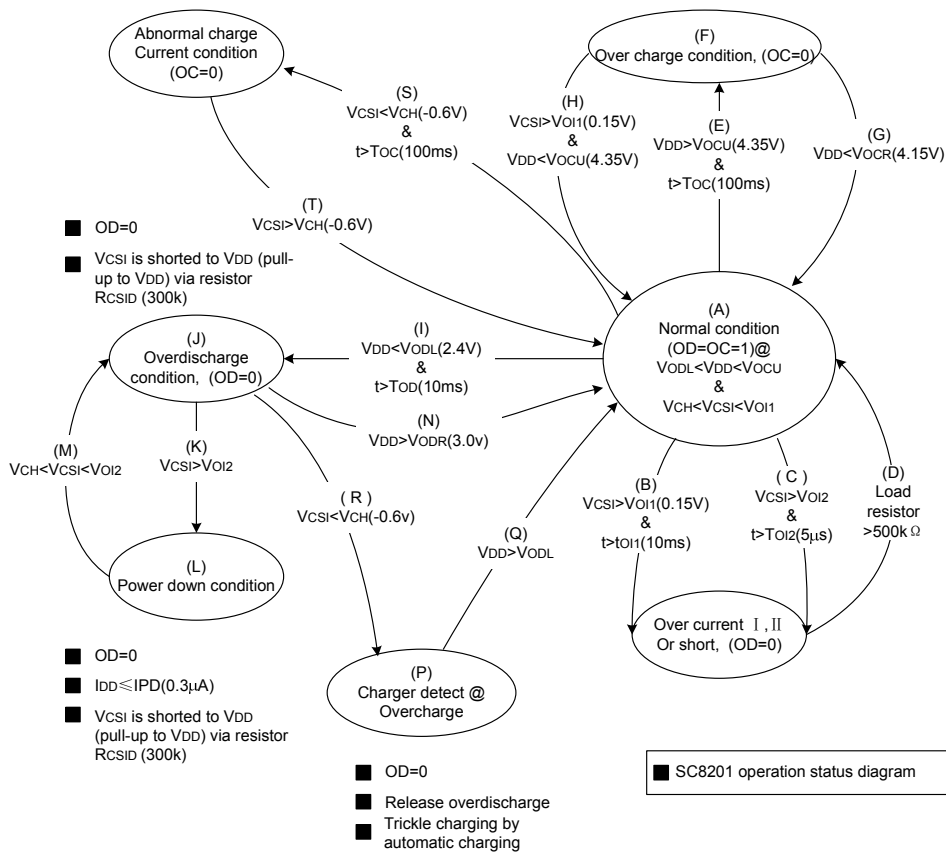 Abnormal charge
Current condition
(OC=0)
(F)
Over charge condition, (OC=0)
(S)
VCSI<VCH(-0.6V)
&
t>TOC(100ms)
(H)
VCSI>VOI1(0.15V)
&
VDD<VOCU(4.35V)
(E)
VDD>VOCU(4.35V)
&
t>TOC(100ms)
(G)
VDD<VOCR(4.15V)
(T)
VCSI>VCH(-0.6V)
OD=0
VCSI is shorted to VDD (pull-
up to VDD) via resistor
RCSID (300k)
(A)
Normal condition
(OD=OC=1)@
VODL<VDD<VOCU
&
VCH<VCSI<VOI1
(J)
Overdischarge
condition, (OD=0)
(I)
VDD<VODL(2.4V)
&
t>TOD(10ms)
(N)
VDD>VODR(3.0v)
(M)
VCH<VCSI<VOI2
(K)
VCSI>VOI2
(R)
VCSI<VCH(-0.6v)
(Q)
VDD>VODL
(B)
VCSI>VOI1(0.15V)
&
t>tOI1(10ms)
(C)
VCSI>VOI2
&
t>TOI2(5µs)
(D)
Load
resistor
>500kΩ
(L)
Power down condition
Over current Ⅰ,Ⅱ
Or short, (OD=0)
OD=0
IDD≤IPD(0.3µA)
VCSI is shorted to VDD
(pull-up to VDD) via resistor
RCSID (300k)
(P)
Charger detect @
Overcharge
OD=0
Release overdischarge
Trickle charging by
automatic charging
SC8201 operation status diagram